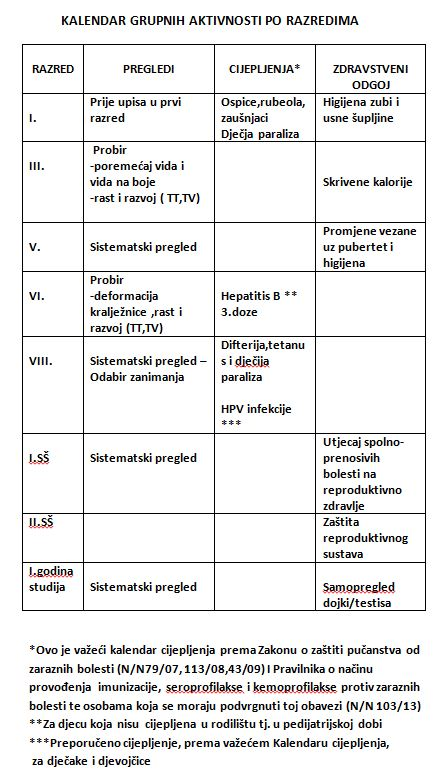 KALENDAR GRUPNIH AKTIVNOSTI PO RAZREDIMA
RAZRED
PREGLEDI
CIJEPLJENJA*
ZDRAVSTVENI
ODGOJ
I.
Prije upisa u prvi
razred
Ospice,rubeola,
zaušnjaci
Dječja paraliza
Higijena zubi i
usne šupljine
III.
Probir
-poremećaj vida i
vida na boje
-rast i razvoj ( TT,TV)
Skrivene kalorije
V.
Sistematski pregled
Promjene vezane
uz pubertet i
higijena
VI.
Probir
-deformacija
kralježnice ,rast i
razvoj (TT,TV)
Hepatitis B **
3.doze
VIII.
Sistematski pregled –
Odabir zanimanja
Difterija,tetanu
s i dječija
paraliza
HPV infekcije
***
I.SŠ
Sistematski pregled
Utjecaj spolno-
prenosivih
bolesti na
reproduktivno
zdravlje
II.SŠ
Zaštita
reproduktivnog
sustava
I.godina
studija
Sistematski pregled
Samopregled
dojki/testisa
*Ovo je važeći kalendar cijepljenja prema Zakonu o zaštiti pučanstva od
zaraznih bolesti (N/N79/07, 113/08,43/09) I Pravilnika o načinu
provođenja imunizacije, seroprofilakse i kemoprofilakse protiv zaraznih
bolesti te osobama koja se moraju podvrgnuti toj obavezi (N/N 103/13)
**Za djecu koja nisu cijepljena u rodilištu tj. u pedijatrijskoj dobi
***Preporučeno cijepljenje, prema važećem Kalendaru cijepljenja,
za dječake i djevojčice